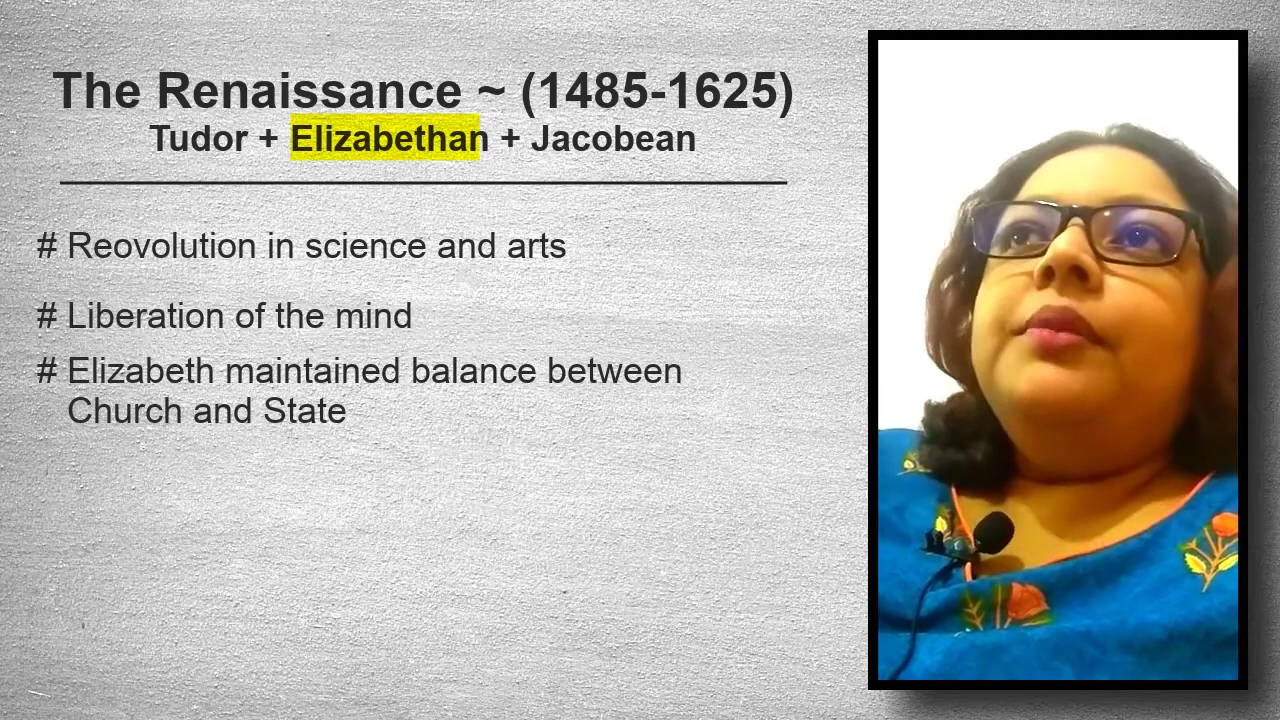 The Renaissance ~ (1485-1625)
Tudor + Elizabethan + Jacobean
# Reovolution in science and arts
# Liberation of the mind
# Elizabeth maintained balance between
Church and State